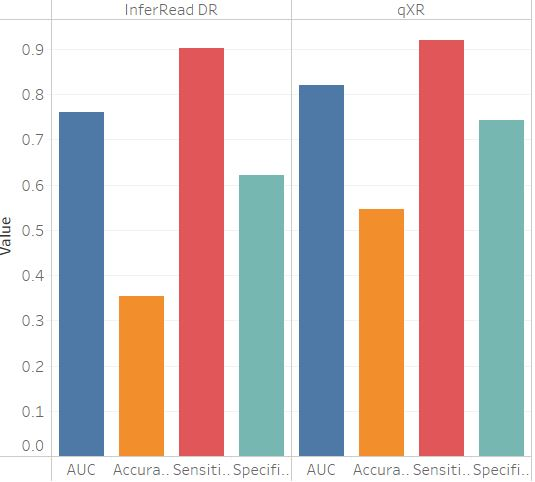 InferRead DR
qXR
0.9
0.8
0.7
0.6
0.5
0.4
0.3
0.2
0.1
0.0
Value
AUC Accura.. Sensiti.. Specifi.. AUC Accura.. Sensiti.. Specifi..